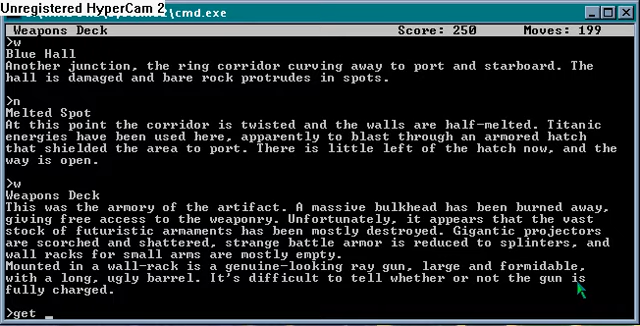 Unregistered HyperCam 2
cmd.exe
Weapons Deck Score: 250 Moves: 199
>w
Blue Hall
Another junction, the ring corridor curving away to port and starboard. The
hall is damaged and bare rock protrudes in spots.
>n
Melted Spot
At this point the corridor is twisted and the walls are half-melted. Titanic
energies have been used here, apparently to blast through an armored hatch
that shielded the area to port. There is little left of the hatch now, and the
way is open.
>w
Weapons Deck
This was the armory of the artifact. A massive bulkhead has been burned away,
giving free access to the weaponry. Unfortunately, it appears that the vast
stock of futuristic armaments has been mostly destroyed. Gigantic projectors
are scorched and shattered, strange battle armor is reduced to splinters, and
wall racks for small arms are mostly empty.
Mounted in a wall-rack is a genuine-looking ray gun, large and formidable,
with a long, ugly barrel. It's difficult to tell whether or not the gun is
fully charged.
>get _